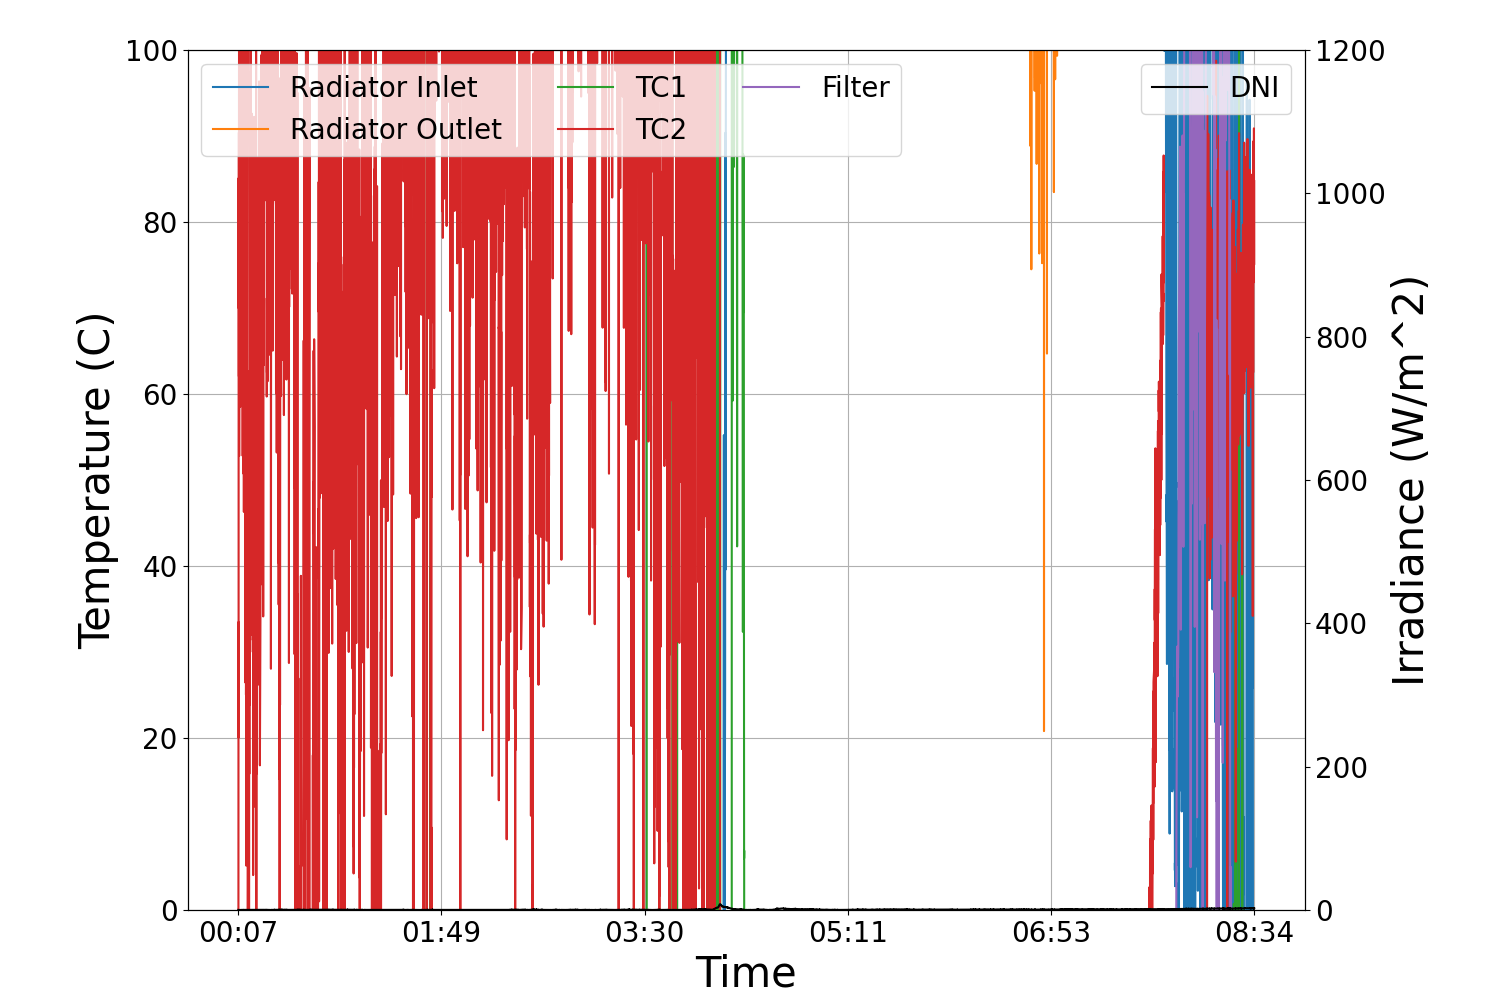 100
80
60
40
20
0
Temperature (C)
Radiator Inlet
Radiator Outlet
TC1
TC2
Filter
DNI
1200
1000
800
600
400
200
0
Irradiance (W/m^2)
00:07
01:49
03:30
05:11
06:53
08:34
Time